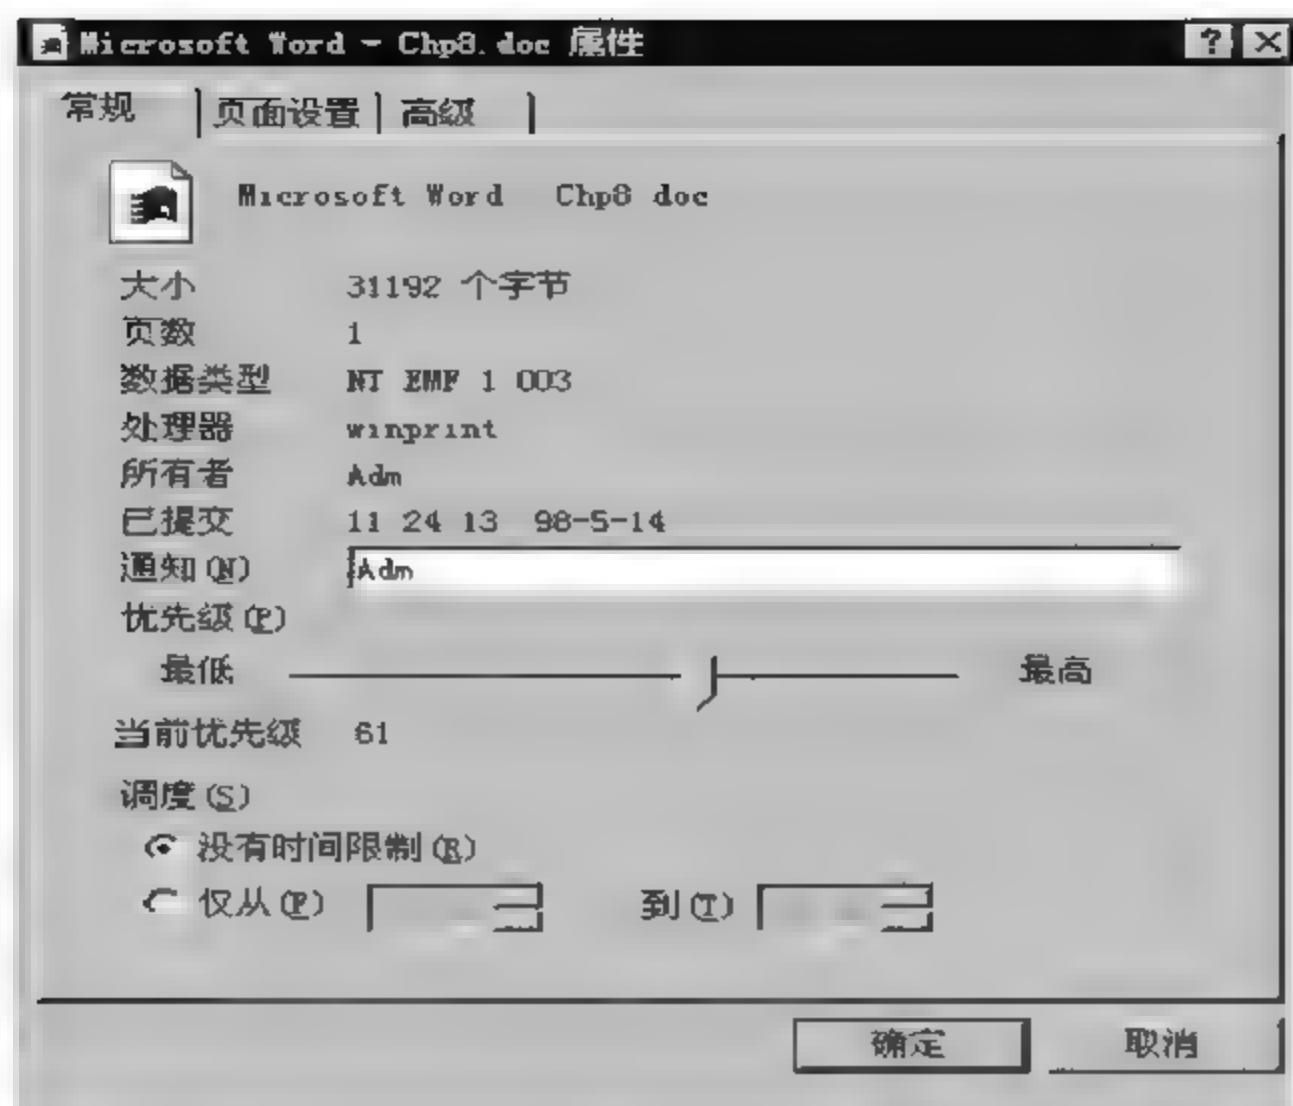 Microsoft Word - Chp8.doc 属性
常规 页面设置 高级
Microsoft Word Chp8 doc
大小 31192 个字节
页数 1
数据类型 NT EMF 1 003
处理器 winprint
所有者 Adm
已提交 11 24 13 98-5-14
通知(N) Adm
优先级(P)
最低 最高
当前优先级 61
调度(S)
没有时间限制(R)
仅从(F) 到(T)
确定 取消